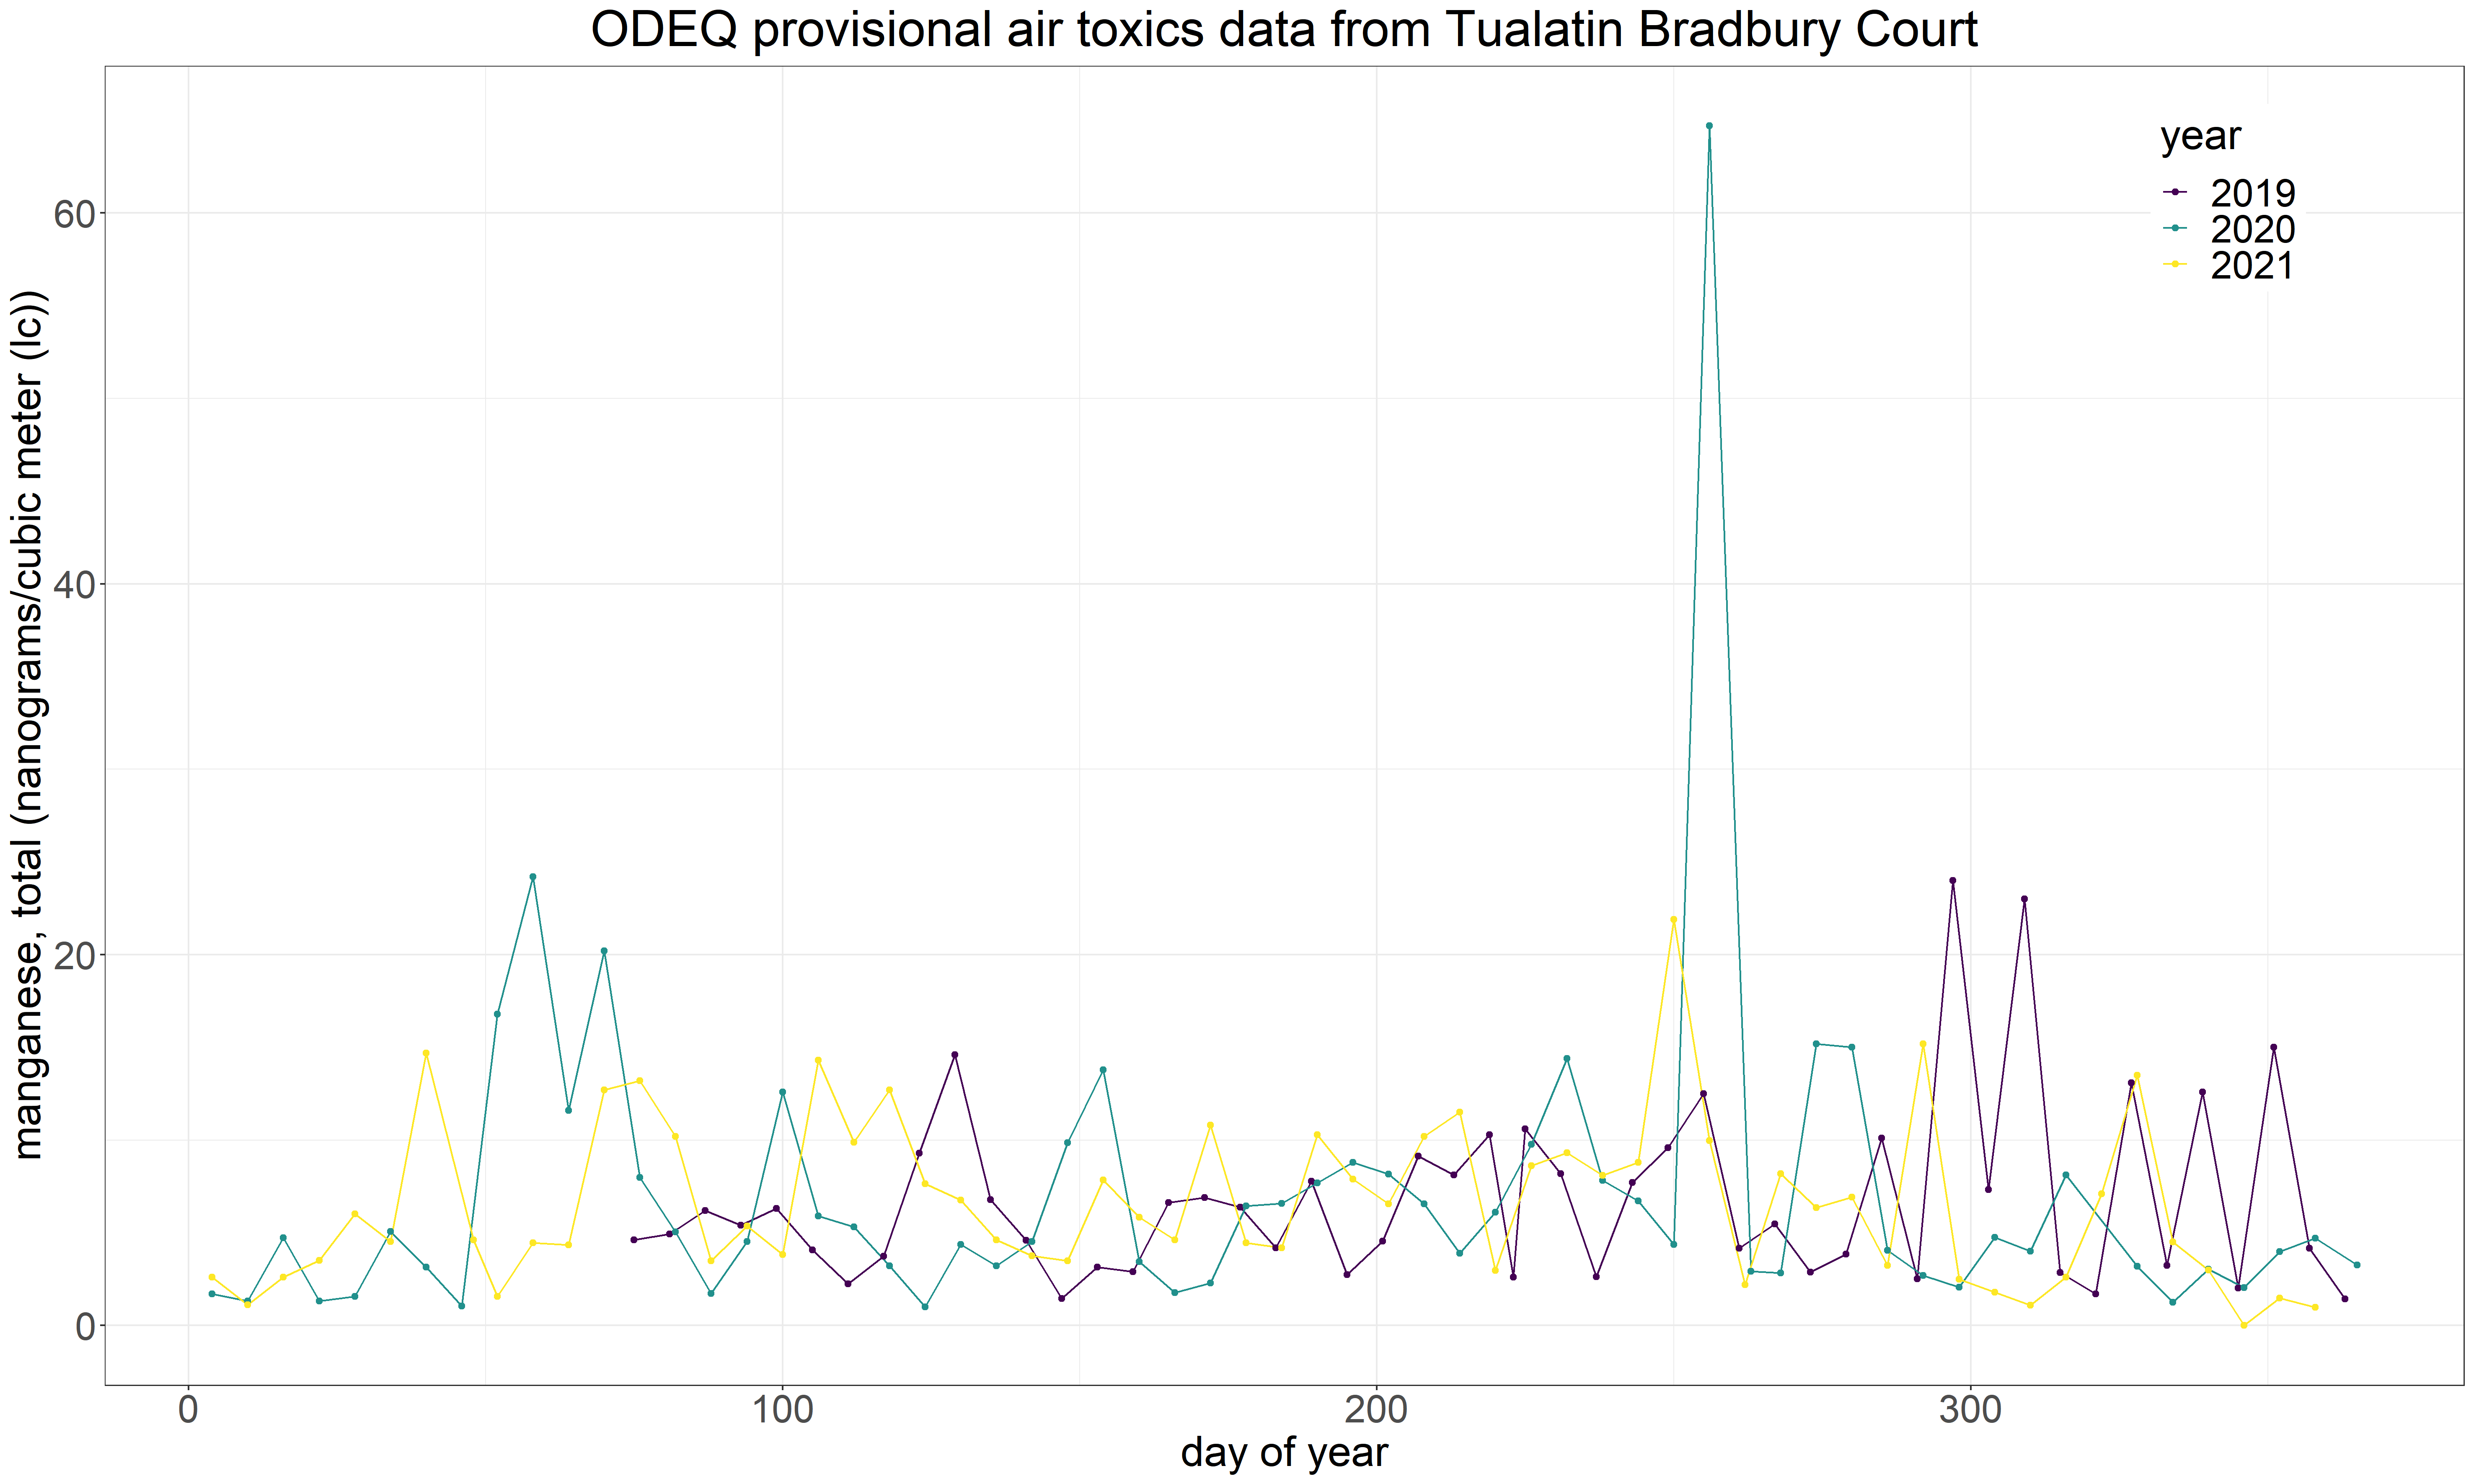 ODEQ provisional air toxics data from Tualatin Bradbury Court
manganese, total (nanograms/cubic meter (lc))
60
40
20
0
year
2019
2020
2021
0 100 200 300
day of year